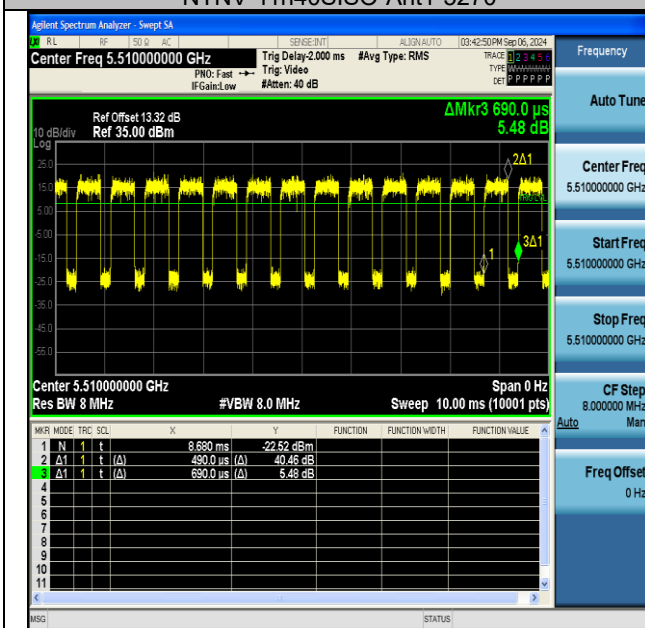 NTNV 11n40SISO Ant1 5270
Agilent Spectrum Analyzer - Swept SA
RL RF 50 Ω AC SENSE:INT ALIGN AUTO 03:42:50 PM Sep 06, 2024
Center Freq 5.510000000 GHz
PNO: Fast
IFGain:Low
Trig Delay-2.000 ms
Trig: Video
#Atten: 40 dB
#Avg Type: RMS
TRACE 1 2 3 4 5 6
TYPE
DET P P P P P P
Ref Offset 13.32 dB
Ref 35.00 dBm
10 dB/div
Log
ΔMkr3 690.0 µs
5.48 dB
25.0
15.0
5.00
-5.00
-15.0
-25.0
-35.0
-45.0
-55.0
2Δ1
TRIG LVL
1
3Δ1
Center 5.510000000 GHz Span 0 Hz
Res BW 8 MHz #VBW 8.0 MHz Sweep 10.00 ms (10001 pts)
MKR MODE TRC SCL X Y FUNCTION FUNCTION WIDTH FUNCTION VALUE
1 N 1 t 8.680 ms -22.52 dBm
2 Δ1 1 t (Δ) 490.0 µs (Δ) 40.46 dB
3 Δ1 1 t (Δ) 690.0 µs (Δ) 5.48 dB
4
5
6
7
8
9
10
11
MSG STATUS
Frequency
Auto Tune
Center Freq
5.510000000 GHz
Start Freq
5.510000000 GHz
Stop Freq
5.510000000 GHz
CF Step
8.000000 MHz
Auto Man
Freq Offset
0 Hz